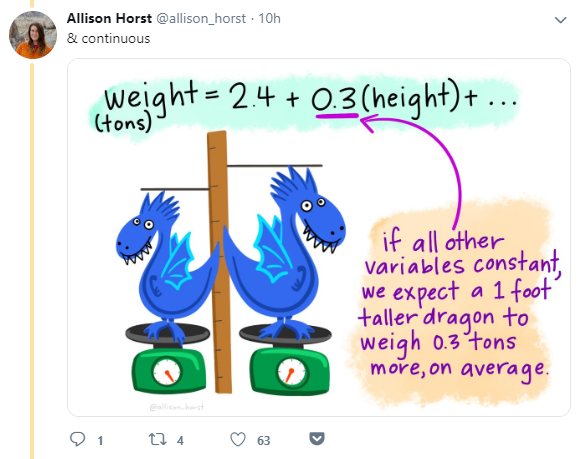 Allison Horst @allison_horst · 10h
& continuous
weight = 2.4 + 0.3(height) + ...
(tons)
if all other
variables constant,
we expect a 1 foot
taller dragon to
weigh 0.3 tons
more, on average.
@allison_horst
1 4 63